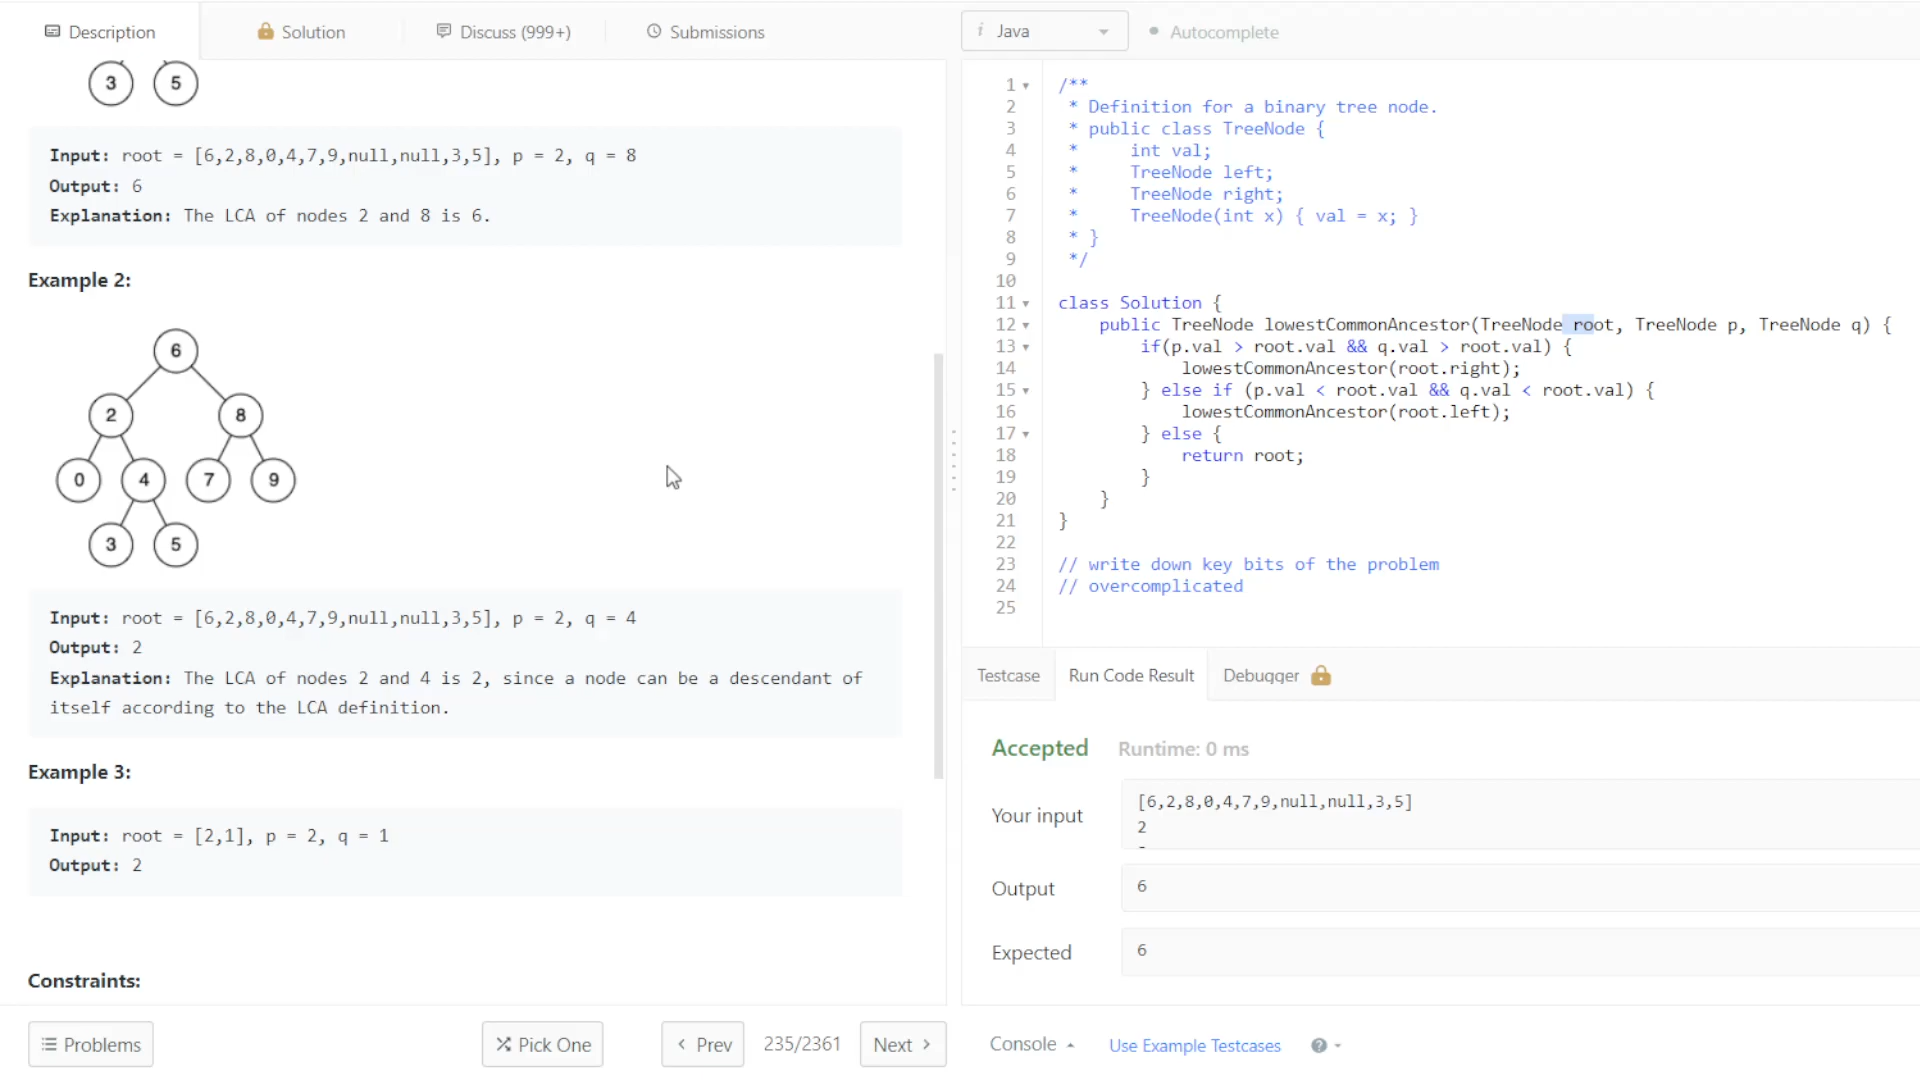 Description
Solution
Discuss (999+)
Submissions
3 5
Input: root = [6,2,8,0,4,7,9,null,null,3,5], p = 2, q = 8
Output: 6
Explanation: The LCA of nodes 2 and 8 is 6.
Example 2:
6
2 8
0 4 7 9
3 5
Input: root = [6,2,8,0,4,7,9,null,null,3,5], p = 2, q = 4
Output: 2
Explanation: The LCA of nodes 2 and 4 is 2, since a node can be a descendant of
itself according to the LCA definition.
Example 3:
Input: root = [2,1], p = 2, q = 1
Output: 2
Constraints:
Problems
Pick One
Prev
235/2361
Next
i Java
Autocomplete
1 /**
2 * Definition for a binary tree node.
3 * public class TreeNode {
4 *     int val;
5 *     TreeNode left;
6 *     TreeNode right;
7 *     TreeNode(int x) { val = x; }
8 * }
9 */
10
11 class Solution {
12     public TreeNode lowestCommonAncestor(TreeNode root, TreeNode p, TreeNode q) {
13         if(p.val > root.val && q.val > root.val) {
14             lowestCommonAncestor(root.right);
15         } else if (p.val < root.val && q.val < root.val) {
16             lowestCommonAncestor(root.left);
17         } else {
18             return root;
19         }
20     }
21 }
22
23 // write down key bits of the problem
24 // overcomplicated
25
Testcase
Run Code Result
Debugger
Accepted
Runtime: 0 ms
Your input
[6,2,8,0,4,7,9,null,null,3,5]
2
Output
6
Expected
6
Console
Use Example Testcases
?